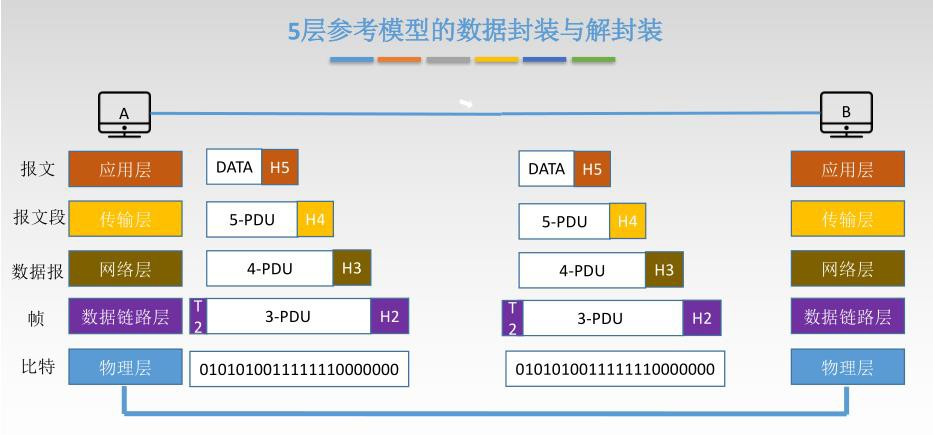 5层参考模型的数据封装与解封装
A
B
报文 应用层 DATA H5 DATA H5 应用层
报文段 传输层 5-PDU H4 5-PDU H4 传输层
数据报 网络层 4-PDU H3 4-PDU H3 网络层
帧 数据链路层 T2 3-PDU H2 T2 3-PDU H2 数据链路层
比特 物理层 0101010011111110000000 0101010011111110000000 物理层